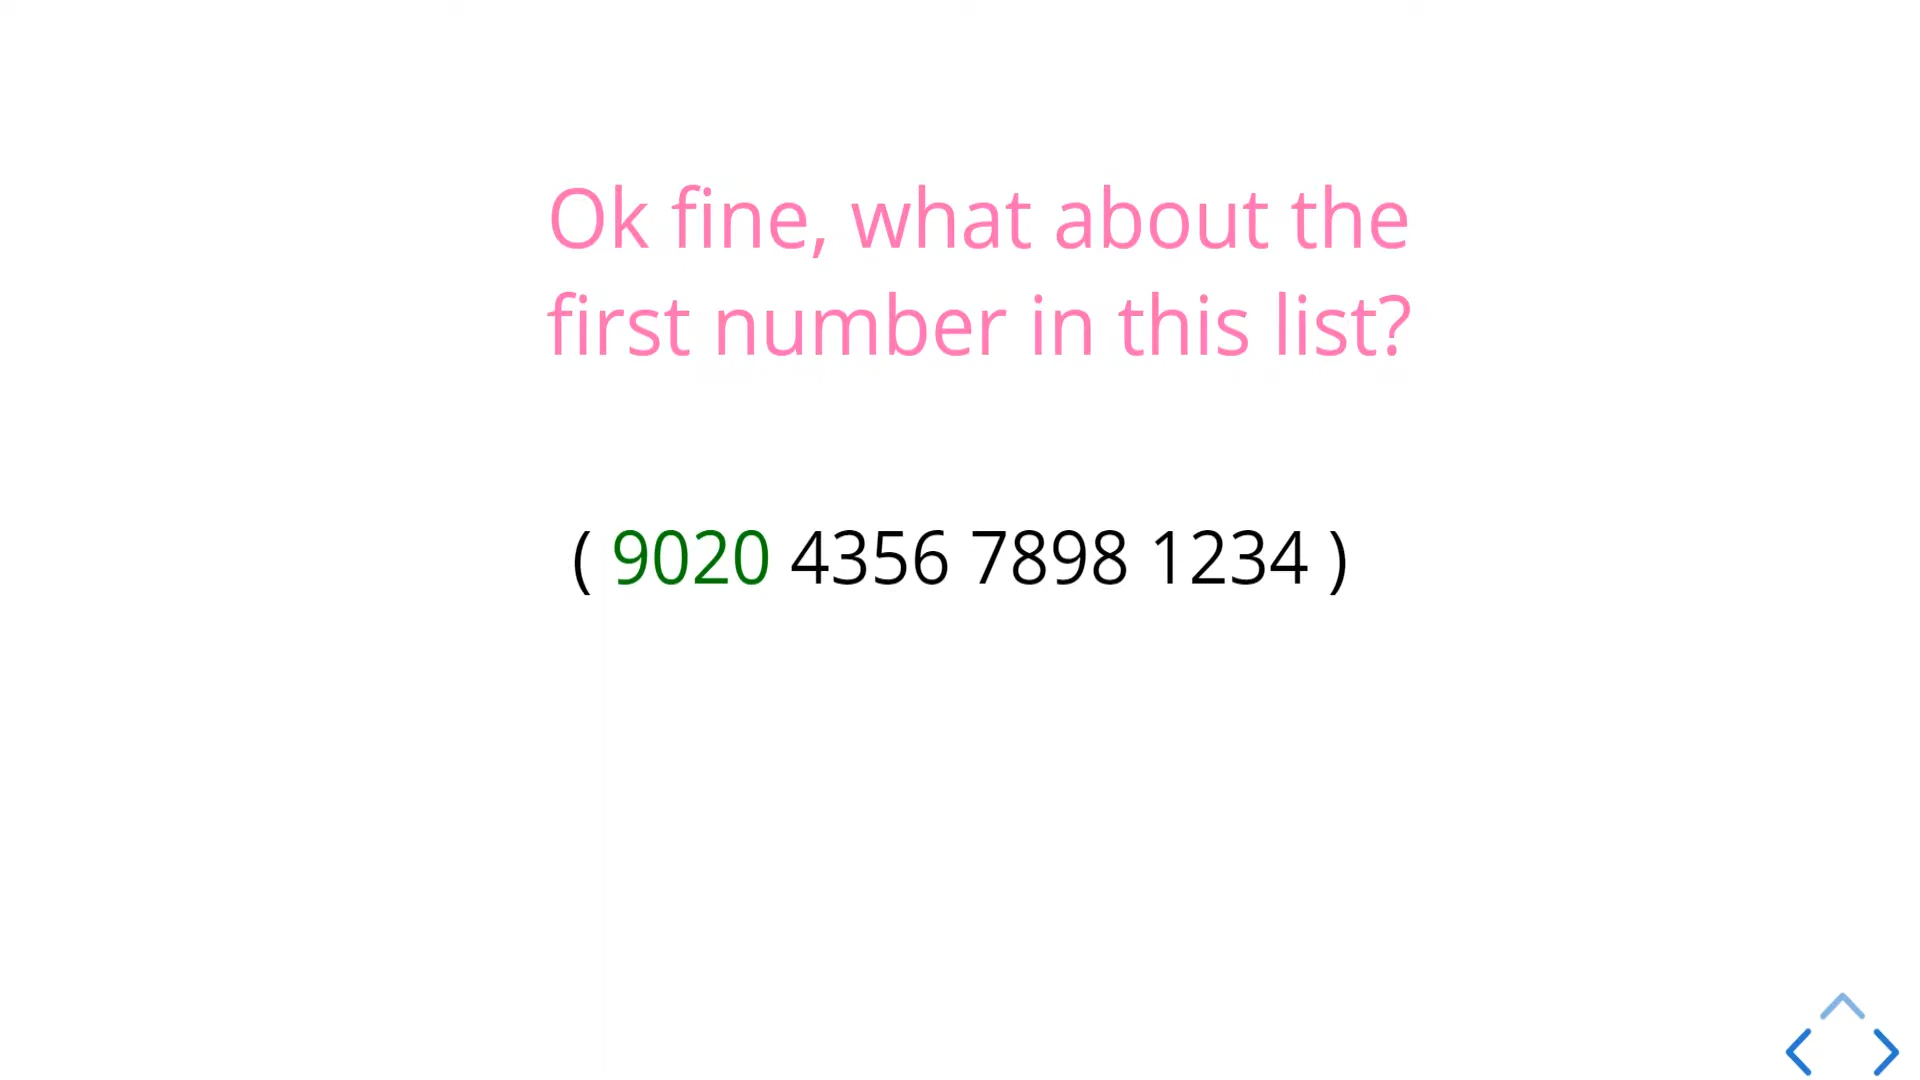 Ok fine, what about the
first number in this list?
( 9020 4356 7898 1234 )